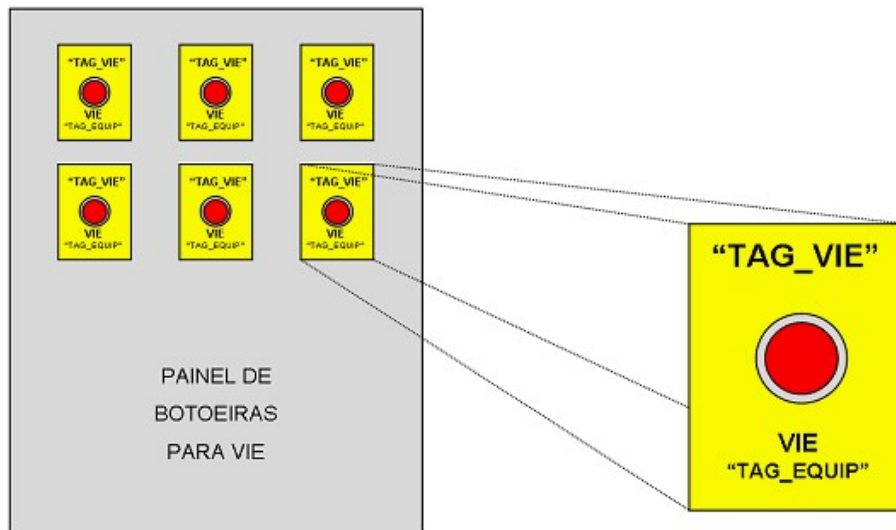 “TAG_VIE”
VIE
“TAG_EQUIP”
“TAG_VIE”
VIE
“TAG_EQUIP”
“TAG_VIE”
VIE
“TAG_EQUIP”
“TAG_VIE”
VIE
“TAG_EQUIP”
“TAG_VIE”
VIE
“TAG_EQUIP”
“TAG_VIE”
VIE
“TAG_EQUIP”
PAINEL DE
BOTOEIRAS
PARA VIE
“TAG_VIE”
VIE
“TAG_EQUIP”